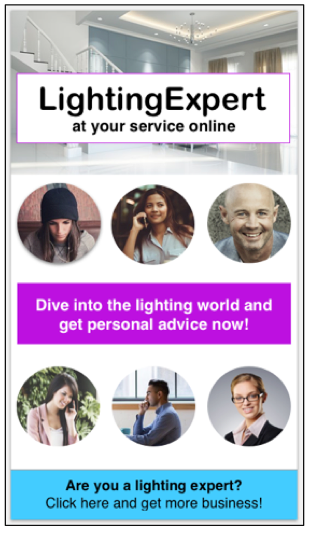 LightingExpert
at your service online
Dive into the lighting world and
get personal advice now!
Are you a lighting expert?
Click here and get more business!